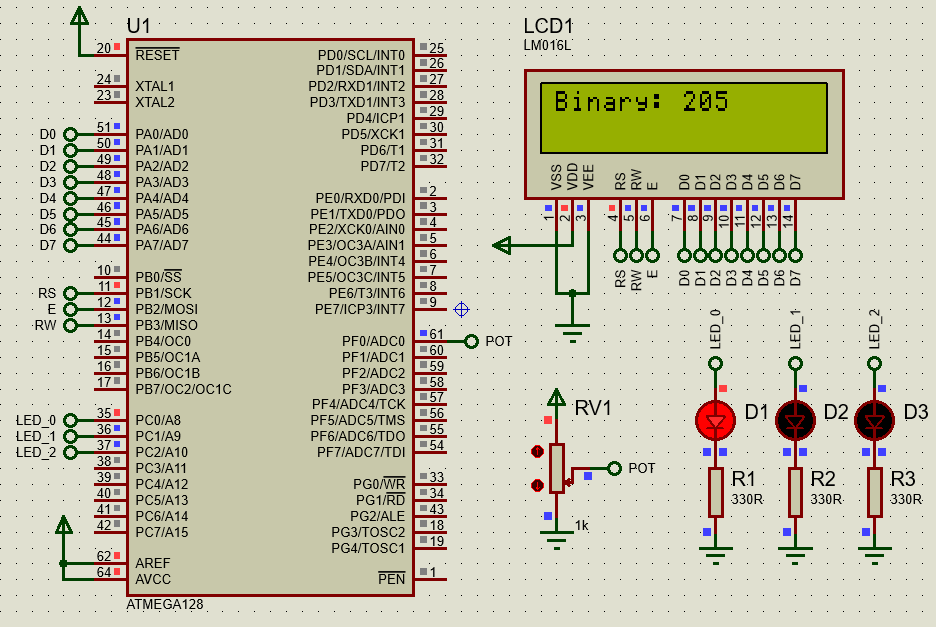 U1
20 RESET
24 XTAL1
23 XTAL2
D0 51 PA0/AD0
D1 50 PA1/AD1
D2 49 PA2/AD2
D3 48 PA3/AD3
D4 47 PA4/AD4
D5 46 PA5/AD5
D6 45 PA6/AD6
D7 44 PA7/AD7
10 PB0/SS
RS 11 PB1/SCK
E 12 PB2/MOSI
RW 13 PB3/MISO
14 PB4/OC0
15 PB5/OC1A
16 PB6/OC1B
17 PB7/OC2/OC1C
LED_0 35 PC0/A8
LED_1 36 PC1/A9
LED_2 37 PC2/A10
38 PC3/A11
39 PC4/A12
40 PC5/A13
41 PC6/A14
42 PC7/A15
62 AREF
64 AVCC
PD0/SCL/INT0 25
PD1/SDA/INT1 26
PD2/RXD1/INT2 27
PD3/TXD1/INT3 28
PD4/ICP1 29
PD5/XCK1 30
PD6/T1 31
PD7/T2 32
PE0/RXD0/PDI 2
PE1/TXD0/PDO 3
PE2/XCK0/AIN0 4
PE3/OC3A/AIN1 5
PE4/OC3B/INT4 6
PE5/OC3C/INT5 7
PE6/T3/INT6 8
PE7/ICP3/INT7 9
PF0/ADC0 61 POT
PF1/ADC1 60
PF2/ADC2 59
PF3/ADC3 58
PF4/ADC4/TCK 57
PF5/ADC5/TMS 56
PF6/ADC6/TDO 55
PF7/ADC7/TDI 54
PG0/WR 33
PG1/RD 34
PG2/ALE 43
PG3/TOSC2 18
PG4/TOSC1 19
PEN 1
ATMEGA128
LCD1
LM016L
Binary: 205
VSS VDD VEE RS RW E D0 D1 D2 D3 D4 D5 D6 D7
1 2 3 4 5 6 7 8 9 10 11 12 13 14
RS RW E D0 D1 D2 D3 D4 D5 D6 D7
RV1
POT
1k
LED_0 LED_1 LED_2
D1 D2 D3
R1 R2 R3
330R 330R 330R